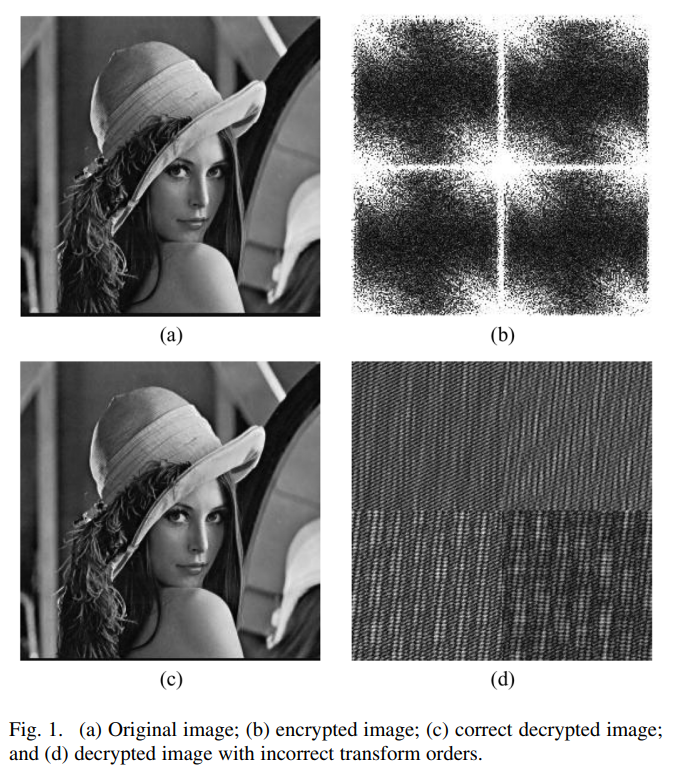 (a)
(b)
(c)
(d)
Fig. 1. (a) Original image; (b) encrypted image; (c) correct decrypted image;
and (d) decrypted image with incorrect transform orders.